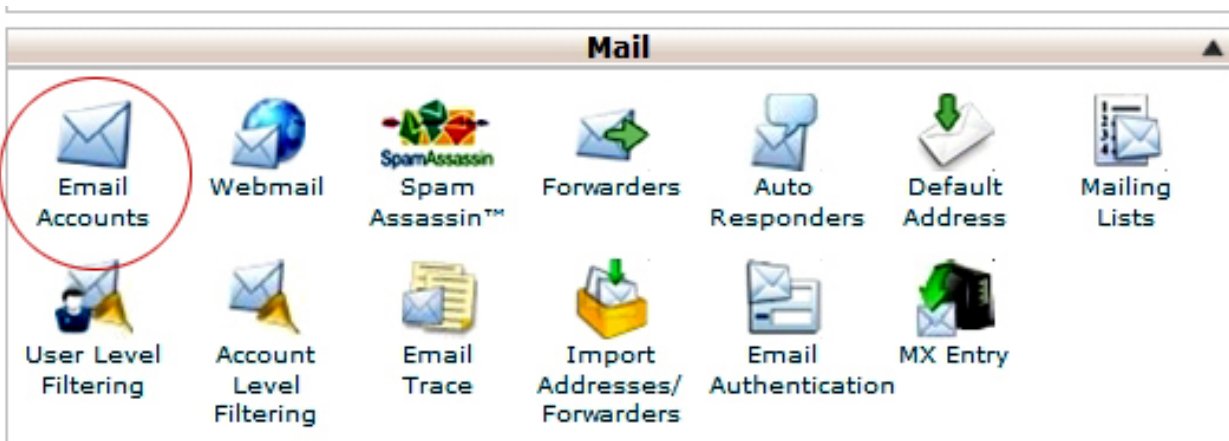 Mail
SpamAssassin
Email
Accounts
Webmail
Spam
Assassin™
Forwarders
Auto
Responders
Default
Address
Mailing
Lists
User Level
Filtering
Account
Level
Filtering
Email
Trace
Import
Addresses/
Forwarders
Email
Authentication
MX Entry